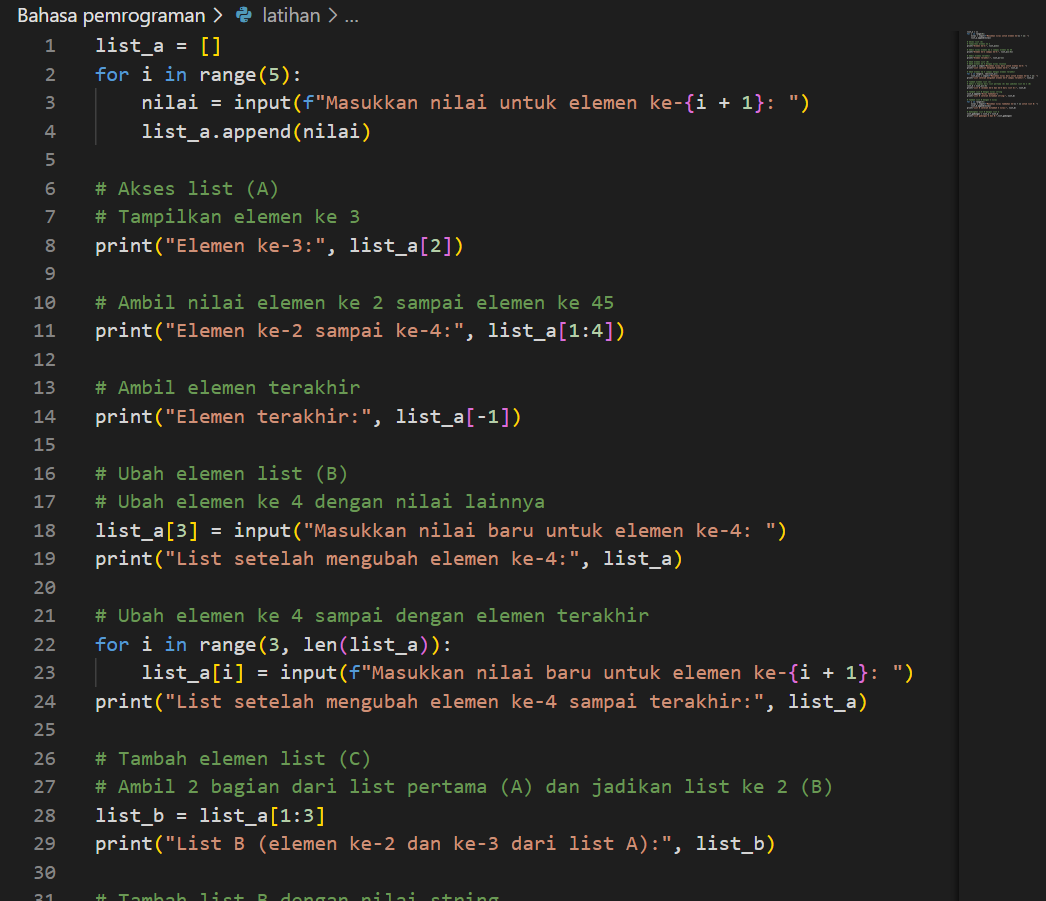 Bahasa pemrograman > latihan > ...
1 list_a = []
2 for i in range(5):
3     nilai = input(f"Masukkan nilai untuk elemen ke-{i + 1}: ")
4     list_a.append(nilai)
5
6 # Akses list (A)
7 # Tampilkan elemen ke 3
8 print("Elemen ke-3:", list_a[2])
9
10 # Ambil nilai elemen ke 2 sampai elemen ke 45
11 print("Elemen ke-2 sampai ke-4:", list_a[1:4])
12
13 # Ambil elemen terakhir
14 print("Elemen terakhir:", list_a[-1])
15
16 # Ubah elemen list (B)
17 # Ubah elemen ke 4 dengan nilai lainnya
18 list_a[3] = input("Masukkan nilai baru untuk elemen ke-4: ")
19 print("List setelah mengubah elemen ke-4:", list_a)
20
21 # Ubah elemen ke 4 sampai dengan elemen terakhir
22 for i in range(3, len(list_a)):
23     list_a[i] = input(f"Masukkan nilai baru untuk elemen ke-{i + 1}: ")
24 print("List setelah mengubah elemen ke-4 sampai terakhir:", list_a)
25
26 # Tambah elemen list (C)
27 # Ambil 2 bagian dari list pertama (A) dan jadikan list ke 2 (B)
28 list_b = list_a[1:3]
29 print("List B (elemen ke-2 dan ke-3 dari list A):", list_b)
30
31 # Tambah list B dengan nilai string